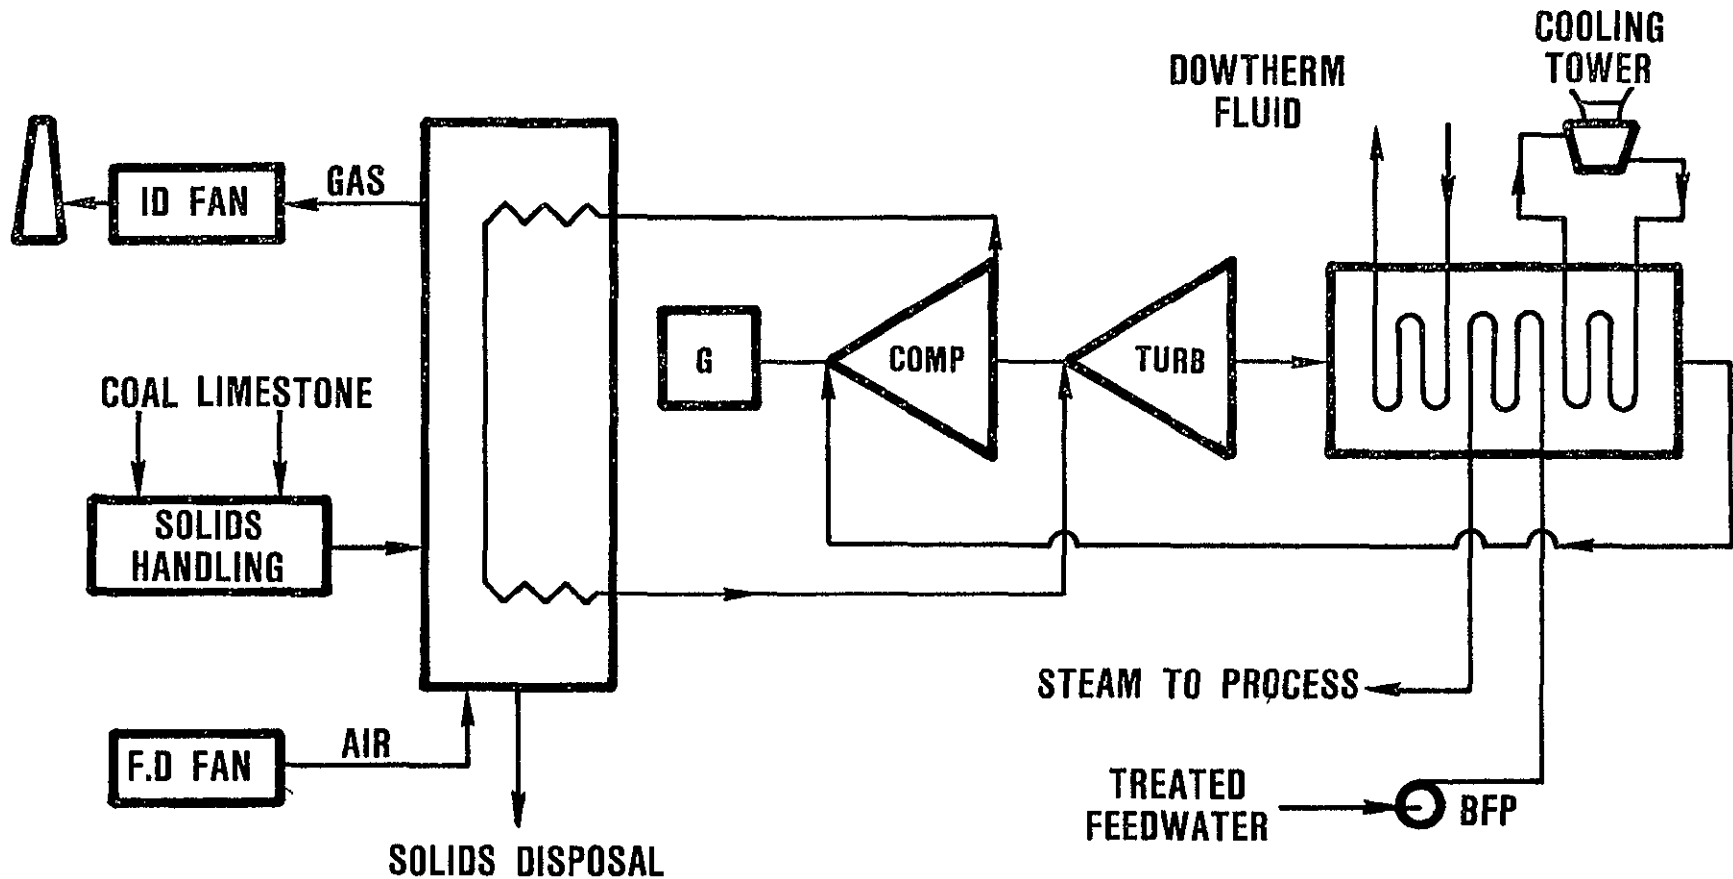 COOLING
TOWER
DOWTHERM
FLUID
ID FAN
GAS
G
COMP
TURB
COAL LIMESTONE
SOLIDS
HANDLING
STEAM TO PROCESS
F.D FAN
AIR
TREATED
FEEDWATER
BFP
SOLIDS DISPOSAL